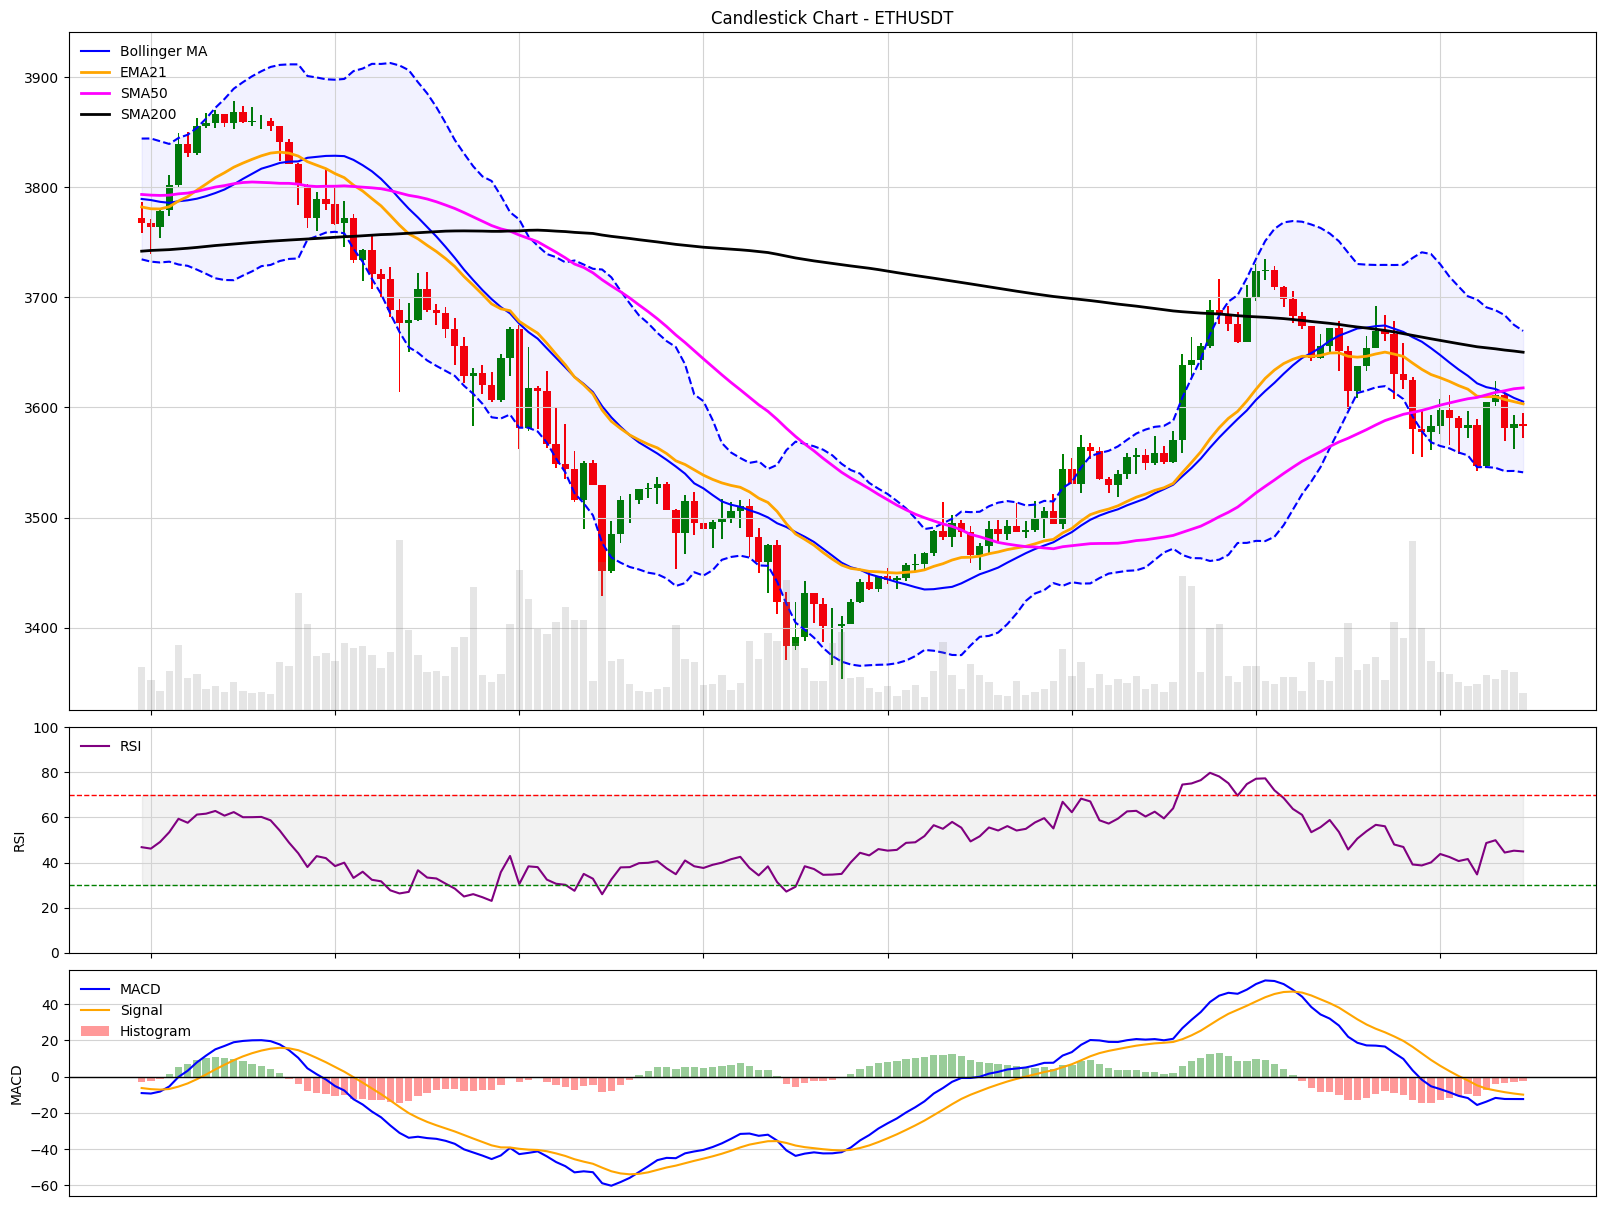 Candlestick Chart - ETHUSDT
Bollinger MA
EMA21
SMA50
SMA200
3900
3800
3700
3600
3500
3400
RSI
100
80
60
40
20
0
RSI
MACD
Signal
Histogram
40
20
0
−20
−40
−60
MACD